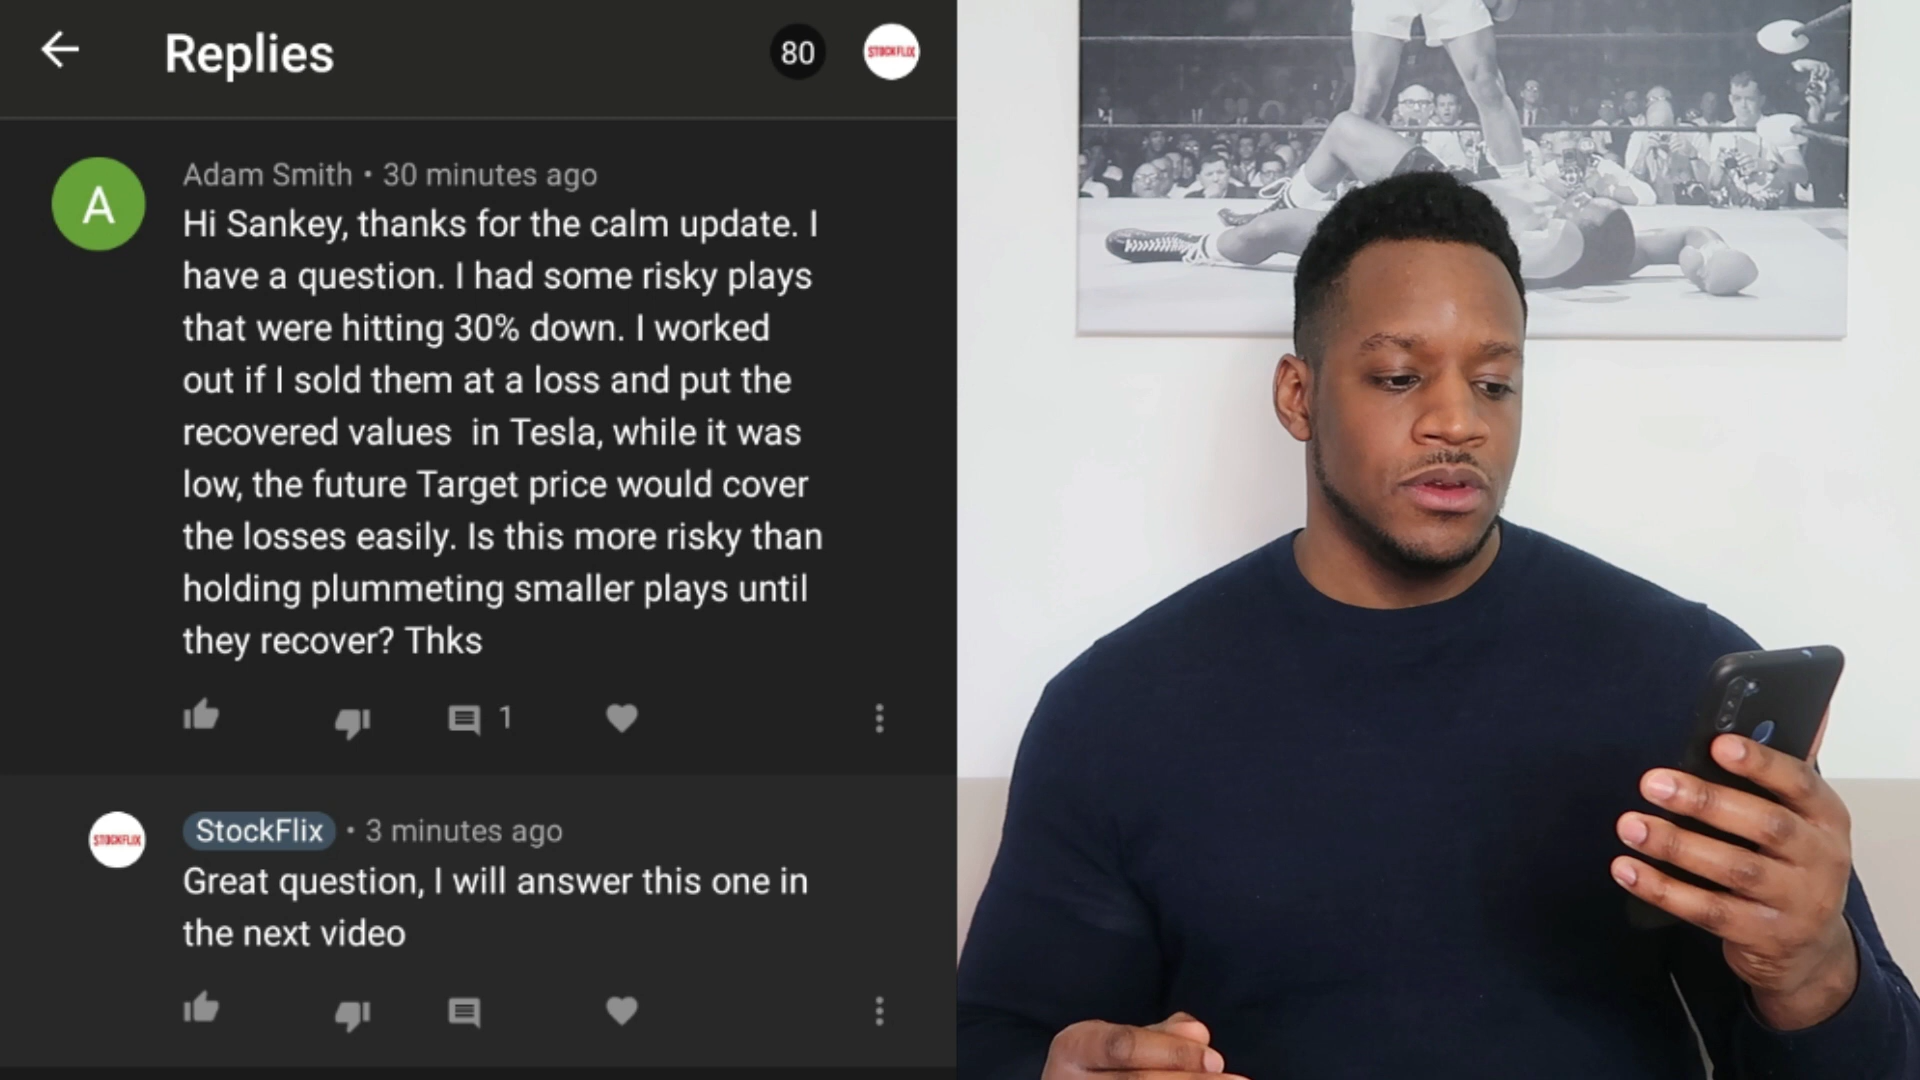 Replies
80
STOCKFLIX
Adam Smith • 30 minutes ago
A
Hi Sankey, thanks for the calm update. I
have a question. I had some risky plays
that were hitting 30% down. I worked
out if I sold them at a loss and put the
recovered values  in Tesla, while it was
low, the future Target price would cover
the losses easily. Is this more risky than
holding plummeting smaller plays until
they recover? Thks
1
STOCKFLIX
StockFlix • 3 minutes ago
Great question, I will answer this one in
the next video